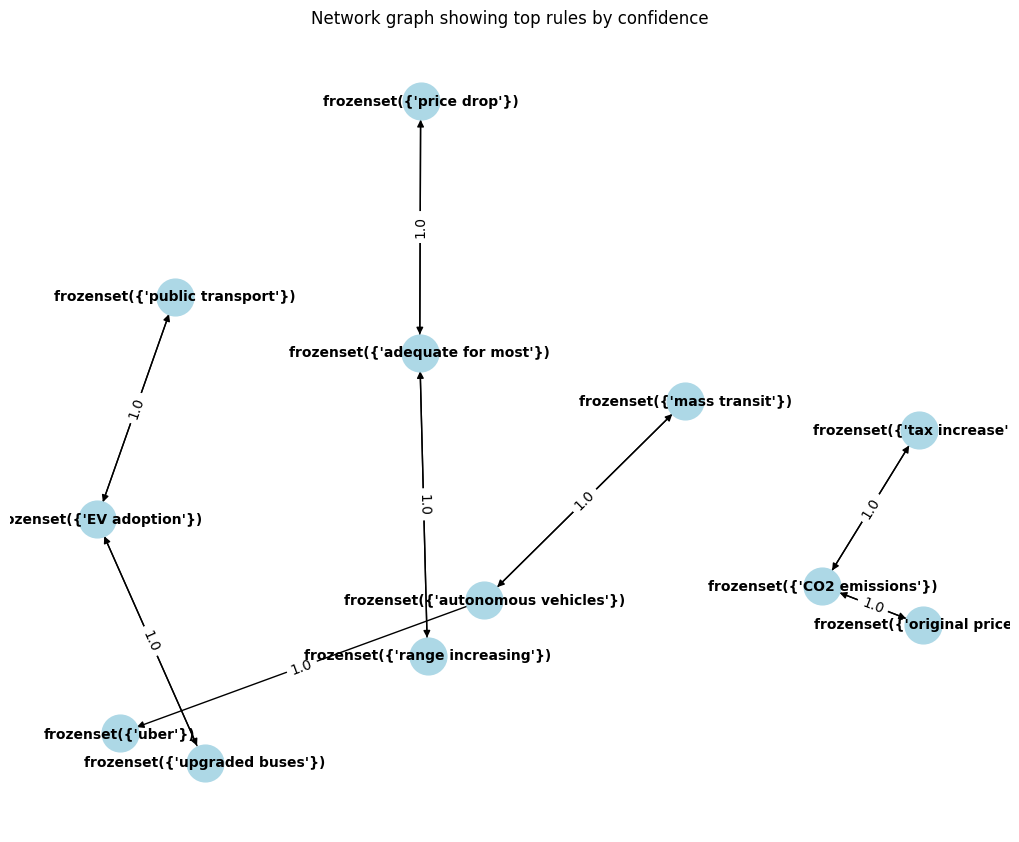 Network graph showing top rules by confidence
frozenset({'price drop'})
1.0
frozenset({'public transport'})
frozenset({'adequate for most'})
frozenset({'mass transit'})
1.0
frozenset({'tax increase'
1.0
1.0
1.0
ozenset({'EV adoption'})
frozenset({'CO2 emissions'})
frozenset({'autonomous vehicles'})
1.0
frozenset({'original price
1.0
frozenset({'range increasing'})
1.0
frozenset({'uber'})
frozenset({'upgraded buses'})